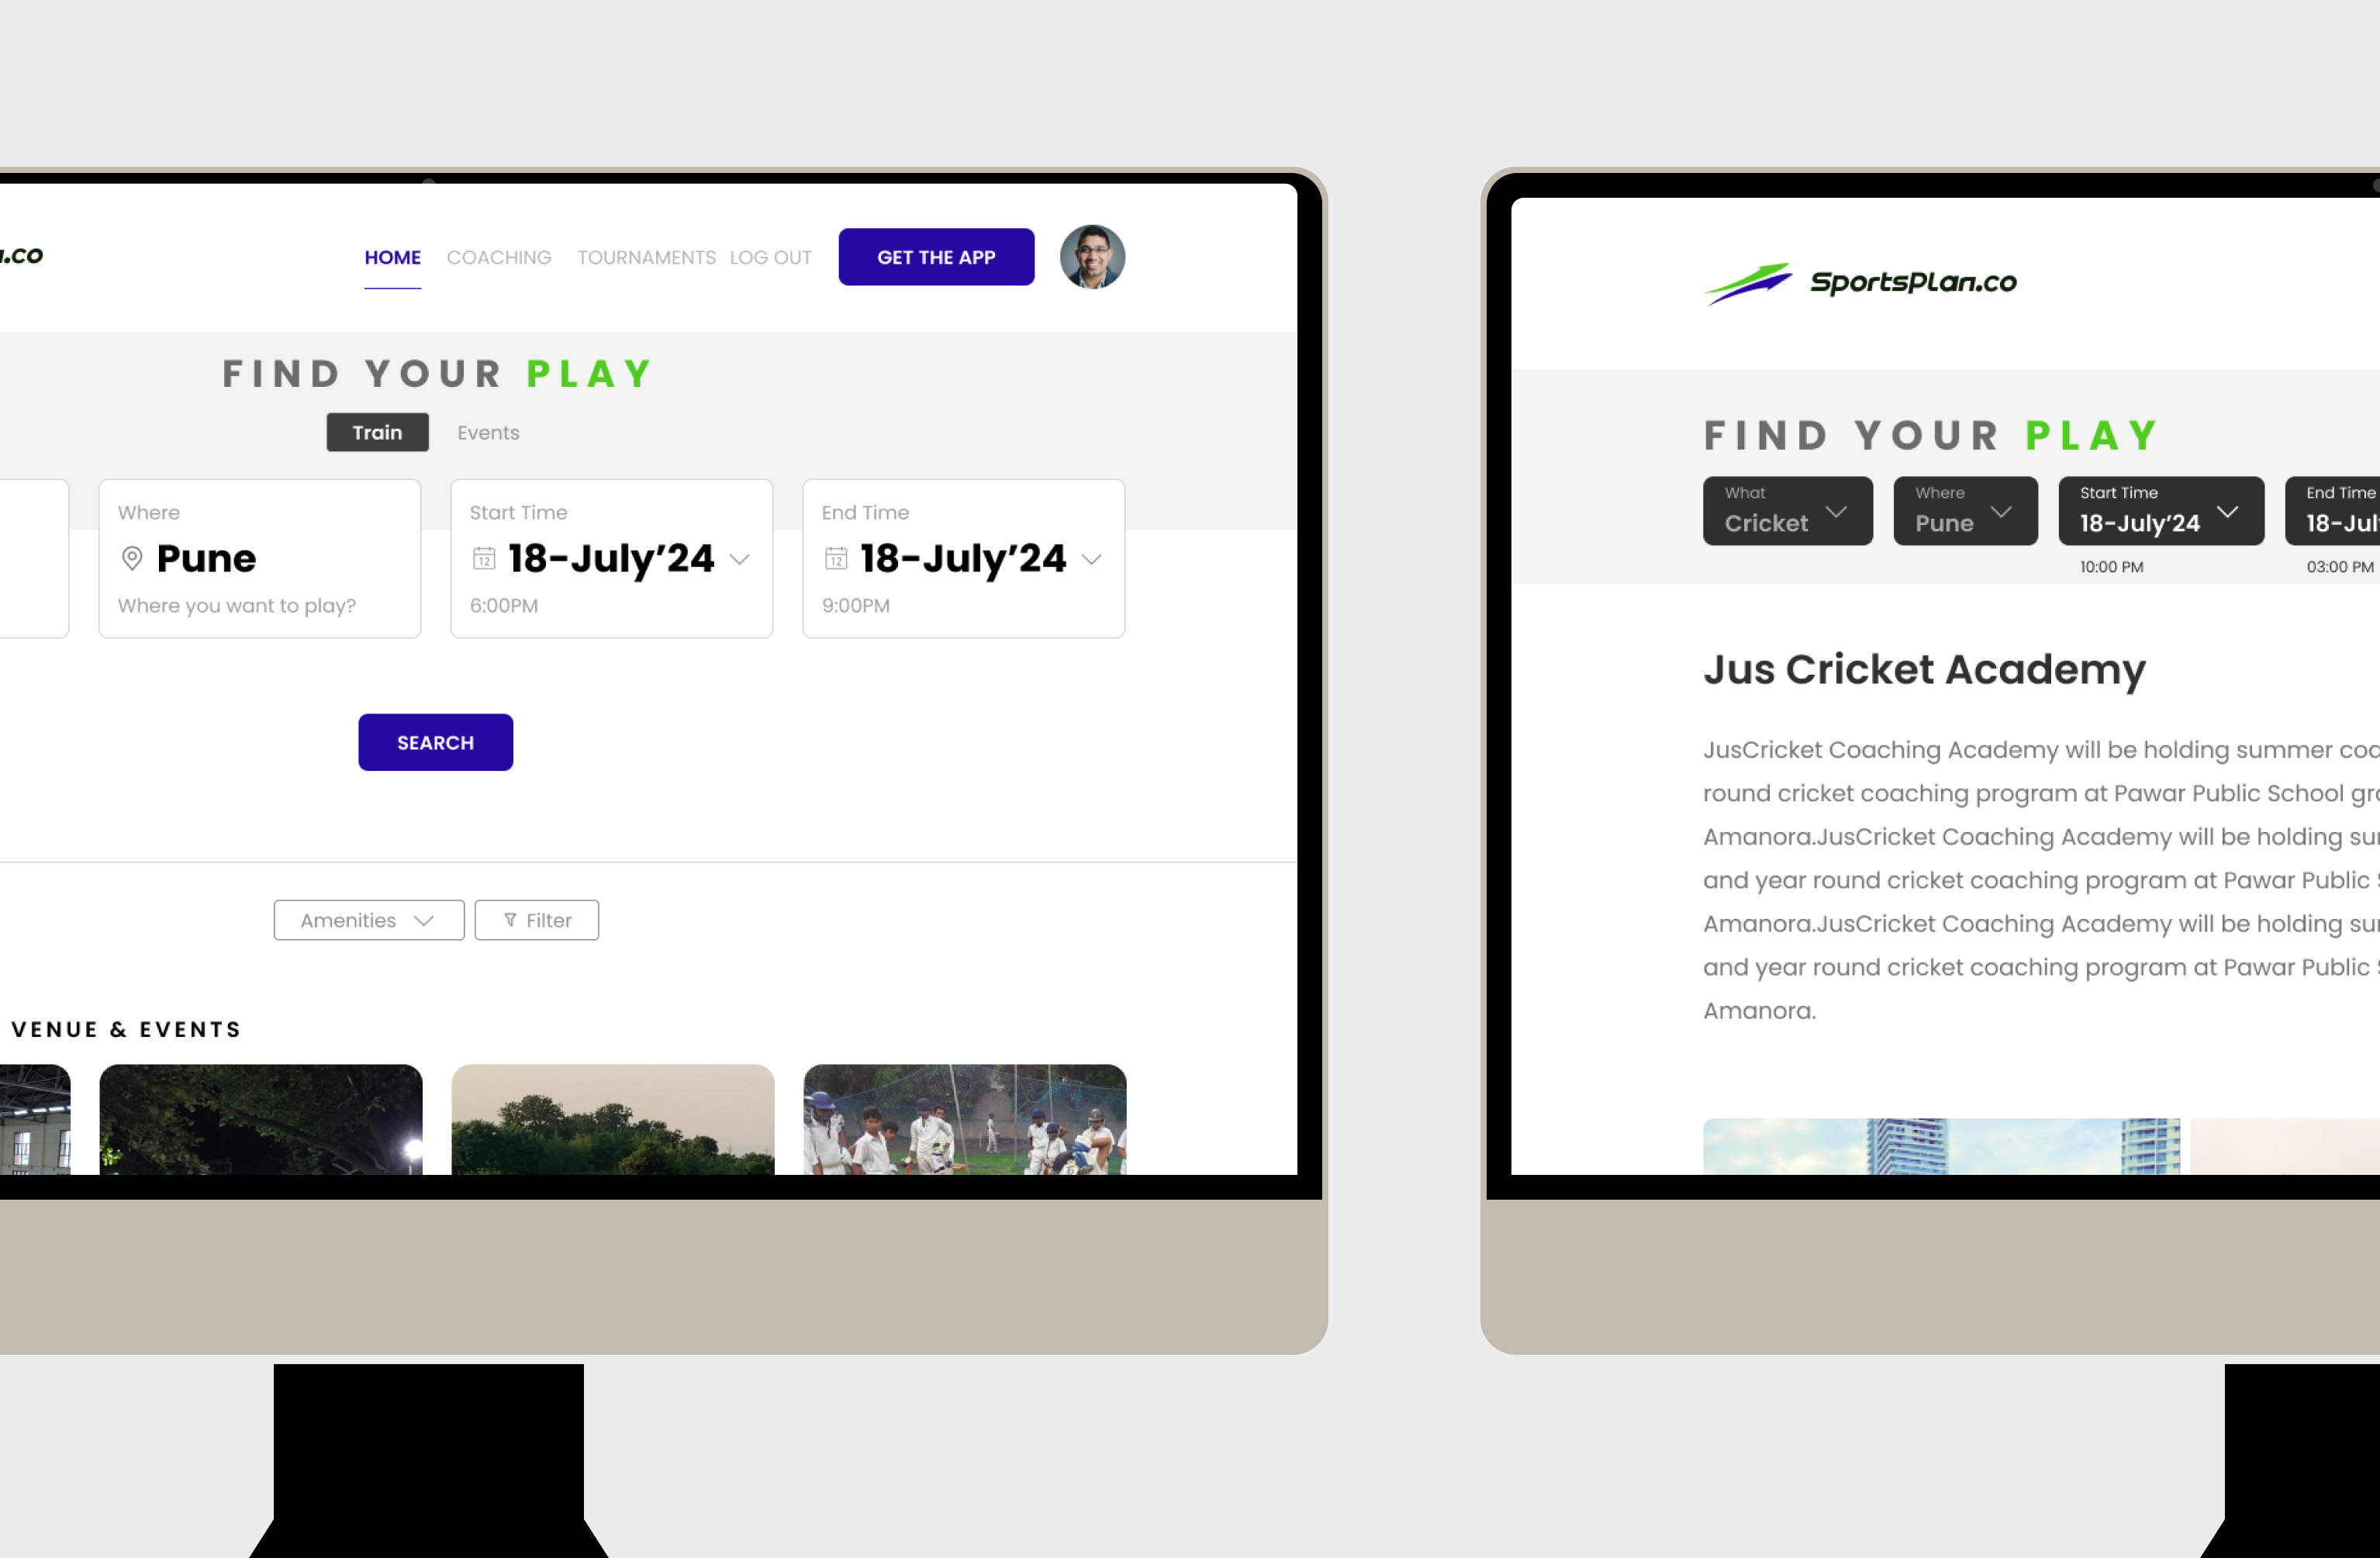 .co
HOME COACHING TOURNAMENTS LOG OUT GET THE APP
FIND YOUR PLAY
Train Events
Where
Pune
Where you want to play?
Start Time
12 18-July’24
6:00PM
End Time
12 18-July’24
9:00PM
SEARCH
Amenities Filter
VENUE & EVENTS
SportsPlan.co
FIND YOUR PLAY
What
Cricket
Where
Pune
Start Time
18-July’24
10:00 PM
End Time
18-Jul
03:00 PM
Jus Cricket Academy
JusCricket Coaching Academy will be holding summer coa
round cricket coaching program at Pawar Public School gro
Amanora.JusCricket Coaching Academy will be holding su
and year round cricket coaching program at Pawar Public
Amanora.JusCricket Coaching Academy will be holding su
and year round cricket coaching program at Pawar Public
Amanora.